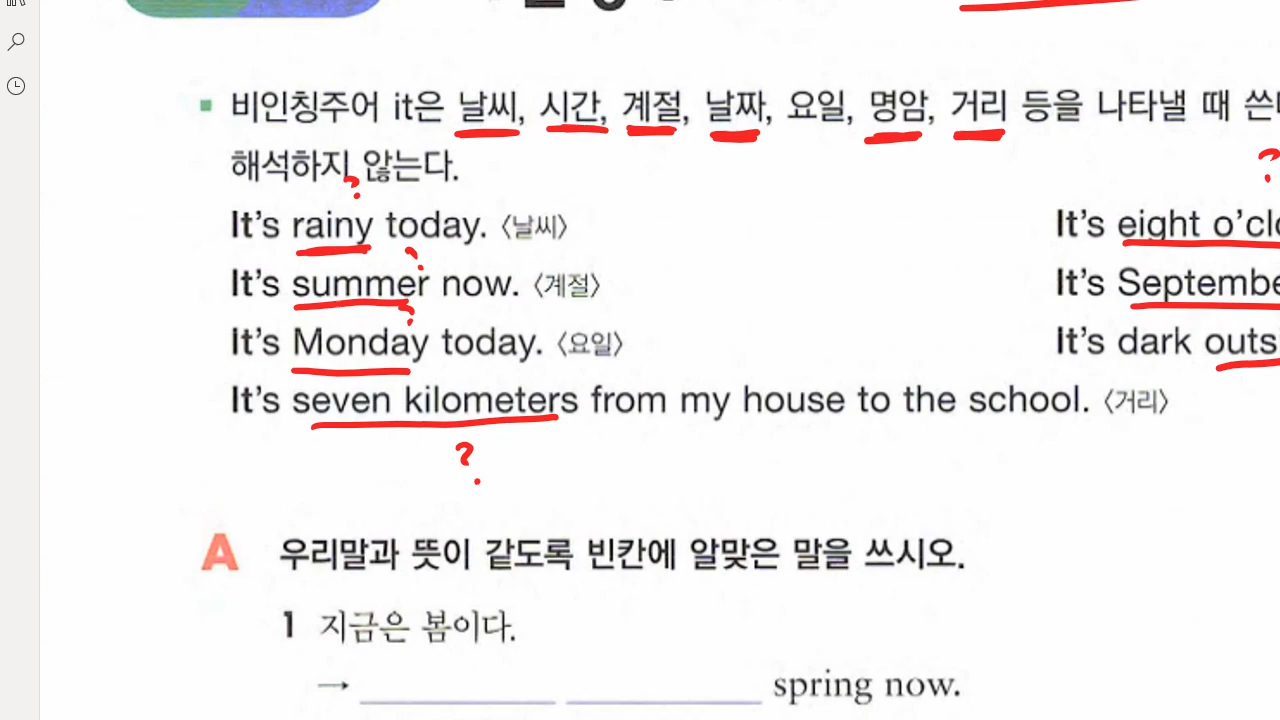 비인칭주어 it은 날씨, 시간, 계절, 날짜, 요일, 명암, 거리 등을 나타낼 때
해석하지 않는다.
It's rainy today. 〈날씨〉
It's eight
It's summer now. 〈계절〉
It's
It's Monday today. 〈요일〉
It's dark
It's seven kilometers from my house to the school. 〈거리〉
A 우리말과 뜻이 같도록 빈칸에 알맞은 말을 쓰시오.
1 지금은 봄이다.
→ spring now.